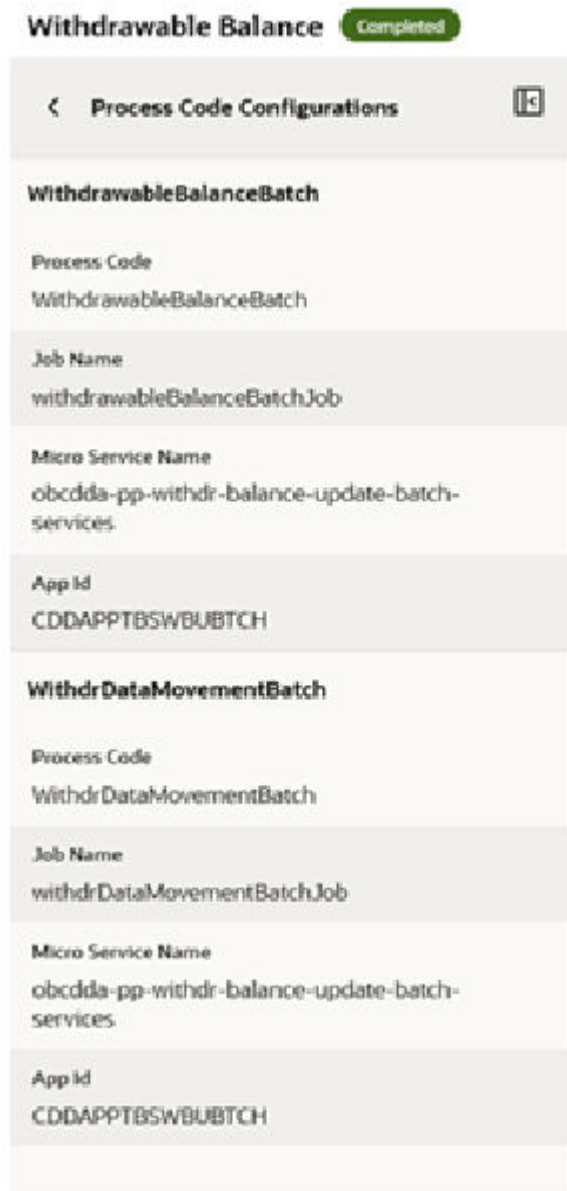 Withdrawable Balance Completed
Process Code Configurations
WithdrawableBalanceBatch
Process Code
WithdrawableBalanceBatch
Job Name
withdrawableBalanceBatchJob
Micro Service Name
obcdda-pp-withdr-balance-update-batch-
services
App Id
CDDAPPTBSWBUBTCH
WithdrDataMovementBatch
Process Code
WithdrDataMovementBatch
Job Name
withdrDataMovementBatchJob
Micro Service Name
obcdda-pp-withdr-balance-update-batch-
services
App Id
CDDAPPTBSWBUBTCH